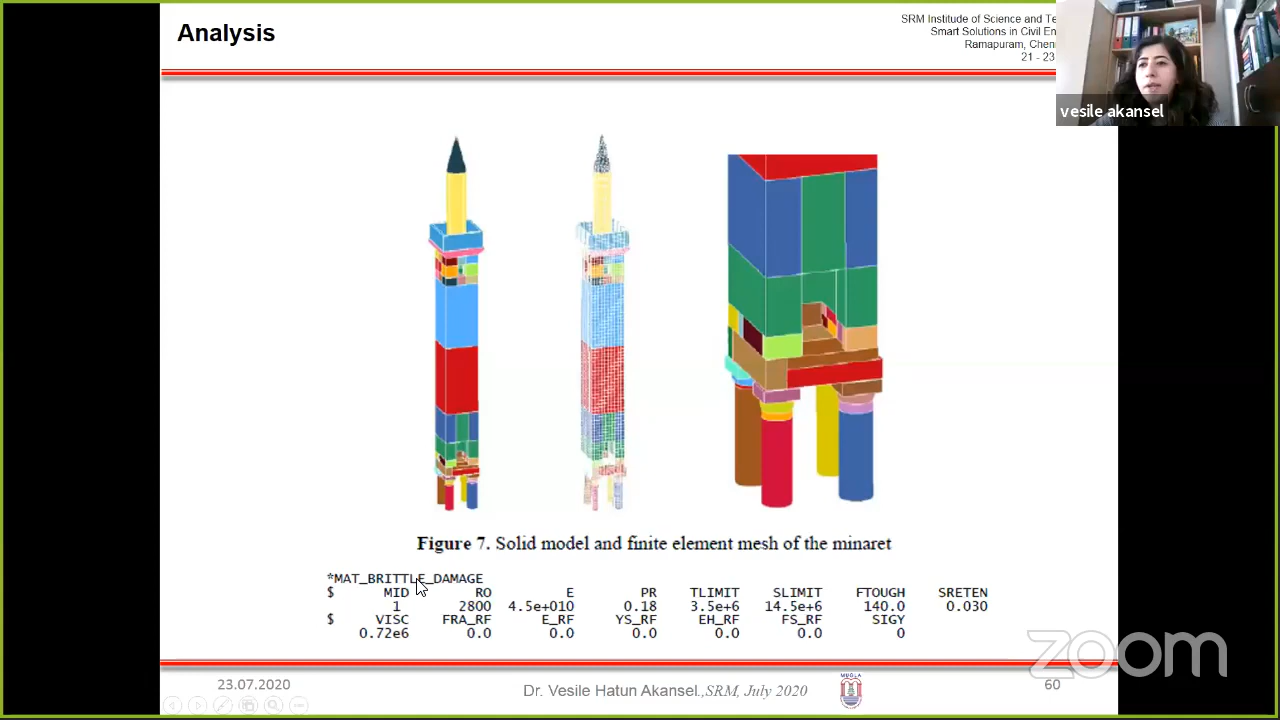 Analysis
SRM Institude of Science and Te
Smart Solutions in Civil En
Ramapuram, Chenn
21 - 23
vesile akansel
Figure 7. Solid model and finite element mesh of the minaret
*MAT_BRITTLE_DAMAGE
$ MID RO E PR TLIMIT SLIMIT FTOUGH SRETEN
1 2800 4.5e+010 0.18 3.5e+6 14.5e+6 140.0 0.030
$ VISC FRA_RF E_RF YS_RF EH_RF FS_RF SIGY
0.72e6 0.0 0.0 0.0 0.0 0.0 0
zoom
23.07.2020
Dr. Vesile Hatun Akansel.,SRM, July 2020
MUĞLA
60